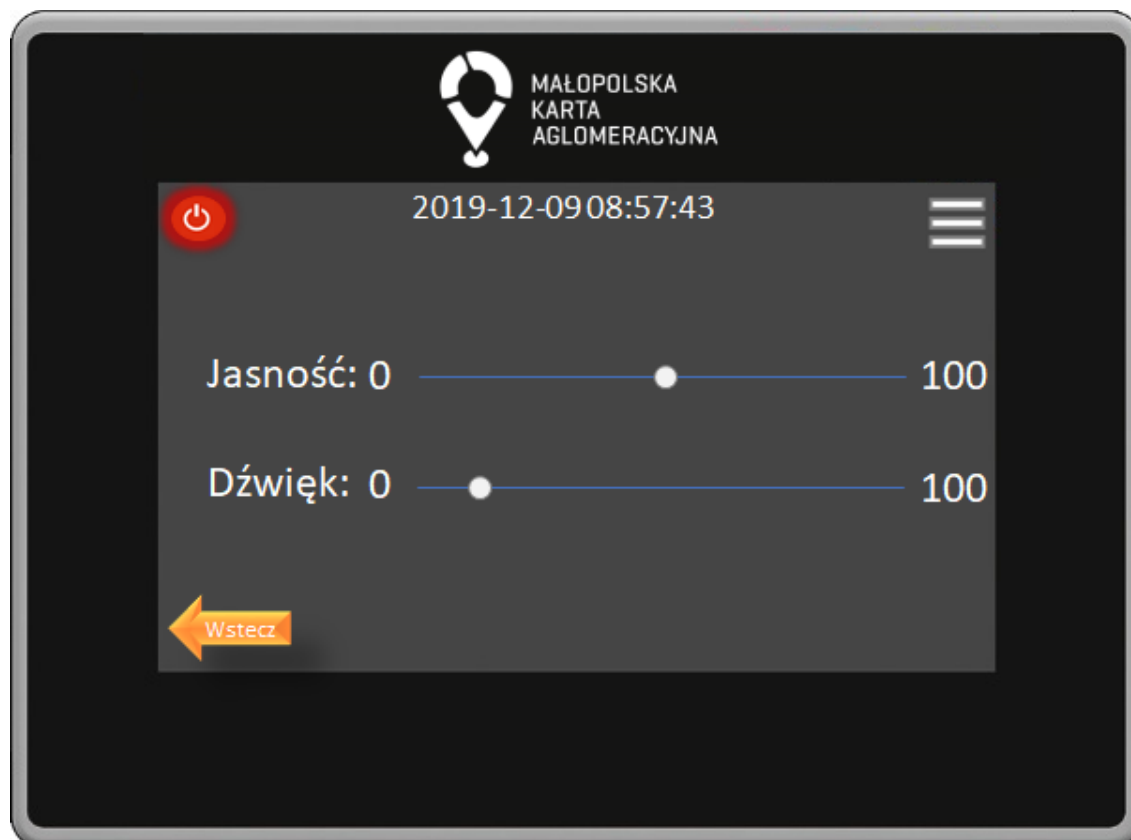 MAŁOPOLSKA
KARTA
AGLOMERACYJNA
2019-12-09 08:57:43
Jasność: 0 100
Dźwięk: 0 100
Wstecz